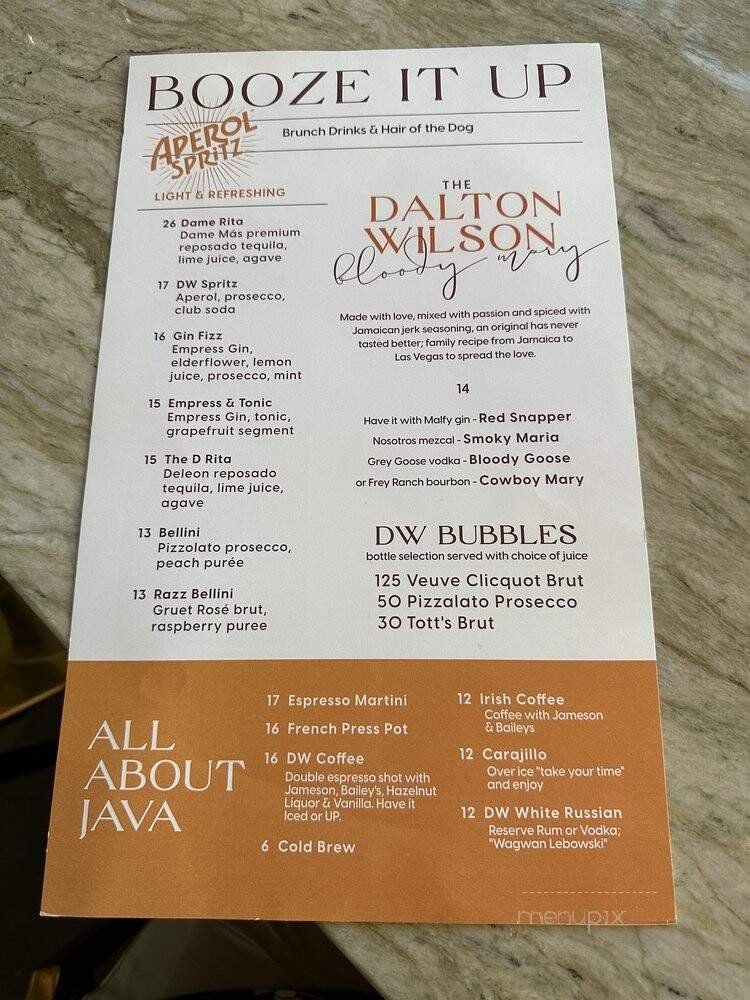 BOOZE IT UP
APEROL
SPRITZ
Brunch Drinks & Hair of the Dog
LIGHT & REFRESHING
26 Dame Rita
Dame Más premium
reposado tequila,
lime juice, agave
17 DW Spritz
Aperol, prosecco,
club soda
16 Gin Fizz
Empress Gin,
elderflower, lemon
juice, prosecco, mint
15 Empress & Tonic
Empress Gin, tonic,
grapefruit segment
15 The D Rita
Deleon reposado
tequila, lime juice,
agave
13 Bellini
Pizzolato prosecco,
peach purée
13 Razz Bellini
Gruet Rosé brut,
raspberry puree
THE
DALTON
WILSON
bloody mary
Made with love, mixed with passion and spiced with
Jamaican jerk seasoning, an original has never
tasted better; family recipe from Jamaica to
Las Vegas to spread the love.
14
Have it with Malfy gin - Red Snapper
Nosotros mezcal - Smoky Maria
Grey Goose vodka - Bloody Goose
or Frey Ranch bourbon - Cowboy Mary
DW BUBBLES
bottle selection served with choice of juice
125 Veuve Clicquot Brut
50 Pizzalato Prosecco
30 Tott's Brut
ALL
ABOUT
JAVA
17 Espresso Martini
16 French Press Pot
16 DW Coffee
Double espresso shot with
Jameson, Bailey's, Hazelnut
Liquor & Vanilla. Have it
Iced or UP.
6 Cold Brew
12 Irish Coffee
Coffee with Jameson
& Baileys
12 Carajillo
Over ice "take your time"
and enjoy
12 DW White Russian
Reserve Rum or Vodka;
"Wagwan Lebowski"
menupix